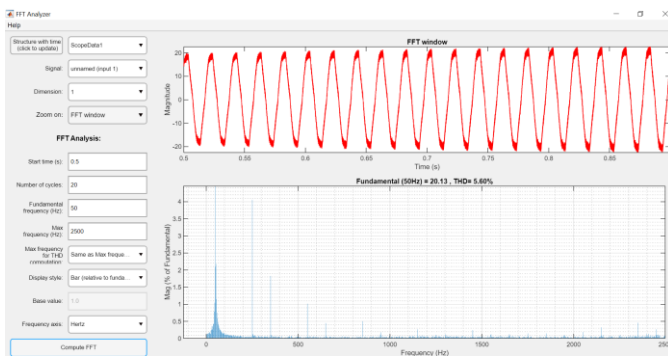 FFT Analyzer
Help
Structure with time
(click to update)
ScopeData1
Signal:
unnamed (input 1)
Dimension:
1
Zoom on:
FFT window
FFT Analysis:
Start time (s):
0.5
Number of cycles:
20
Fundamental
frequency (Hz):
50
Max
frequency (Hz):
2500
Max frequency
for THD
computation:
Same as Max freque...
Display style:
Bar (relative to funda...
Base value:
1.0
Frequency axis:
Hertz
Compute FFT
FFT window
Magnitude
20
10
0
-10
-20
0.5
0.55
0.6
0.65
0.7
0.75
0.8
0.85
Time (s)
Fundamental (50Hz) = 20.13 , THD= 5.60%
Mag (% of Fundamental)
4
3.5
3
2.5
2
1.5
1
0.5
0
0
500
1000
1500
2000
250
Frequency (Hz)